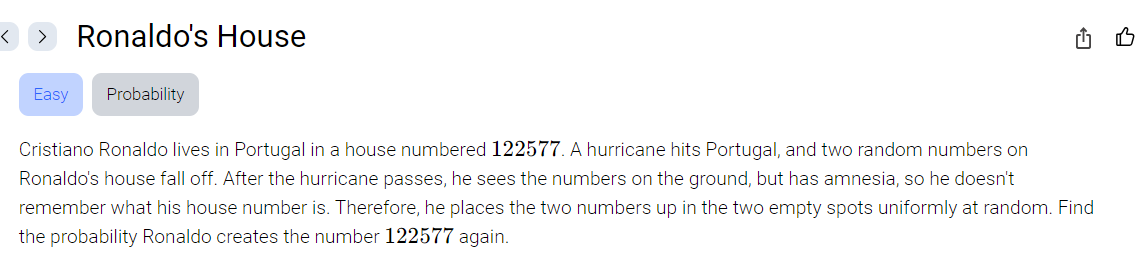 Ronaldo's House
Easy
Probability
Cristiano Ronaldo lives in Portugal in a house numbered 122577. A hurricane hits Portugal, and two random numbers on
Ronaldo's house fall off. After the hurricane passes, he sees the numbers on the ground, but has amnesia, so he doesn't
remember what his house number is. Therefore, he places the two numbers up in the two empty spots uniformly at random. Find
the probability Ronaldo creates the number 122577 again.